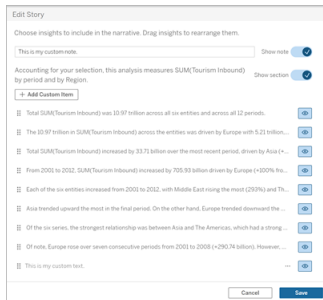 Edit Story
Choose insights to include in the narrative. Drag insights to rearrange them.
This is my custom note.
Show note
Accounting for your selection, this analysis measures SUM(Tourism Inbound)
by period and by Region.
Show section
+ Add Custom Item
Total SUM(Tourism Inbound) was 10.97 trillion across all six entities and across all 12 periods.
The 10.97 trillion in SUM(Tourism Inbound) across the entities was driven by Europe with 5.21 trillion,...
Total SUM(Tourism Inbound) increased by 33.71 billion over the most recent period, driven by Asia (+...
From 2001 to 2012, SUM(Tourism Inbound) increased by 705.93 billion driven by Europe (+100% fro...
Each of the six entities increased from 2001 to 2012, with Middle East rising the most (293%) and Th...
Asia trended upward the most in the final period. On the other hand, Europe trended downward the ...
Of the six series, the strongest relationship was between Asia and The Americas, which had a strong ...
Of note, Europe rose over seven consecutive periods from 2001 to 2008 (+290.74 billion). However, ...
This is my custom text.
...
Cancel
Save